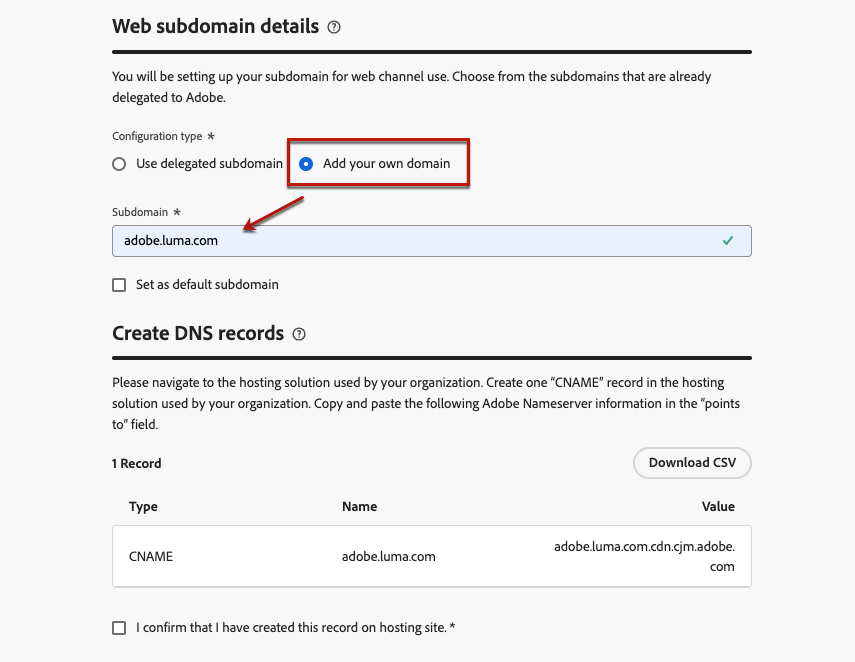 Web subdomain details
You will be setting up your subdomain for web channel use. Choose from the subdomains that are already
delegated to Adobe.
Configuration type *
Use delegated subdomain Add your own domain
Subdomain *
adobe.luma.com
Set as default subdomain
Create DNS records
Please navigate to the hosting solution used by your organization. Create one “CNAME” record in the hosting
solution used by your organization. Copy and paste the following Adobe Nameserver information in the “points
to” field.
1 Record Download CSV
Type Name Value
CNAME adobe.luma.com adobe.luma.com.cdn.cjm.adobe.
com
I confirm that I have created this record on hosting site. *